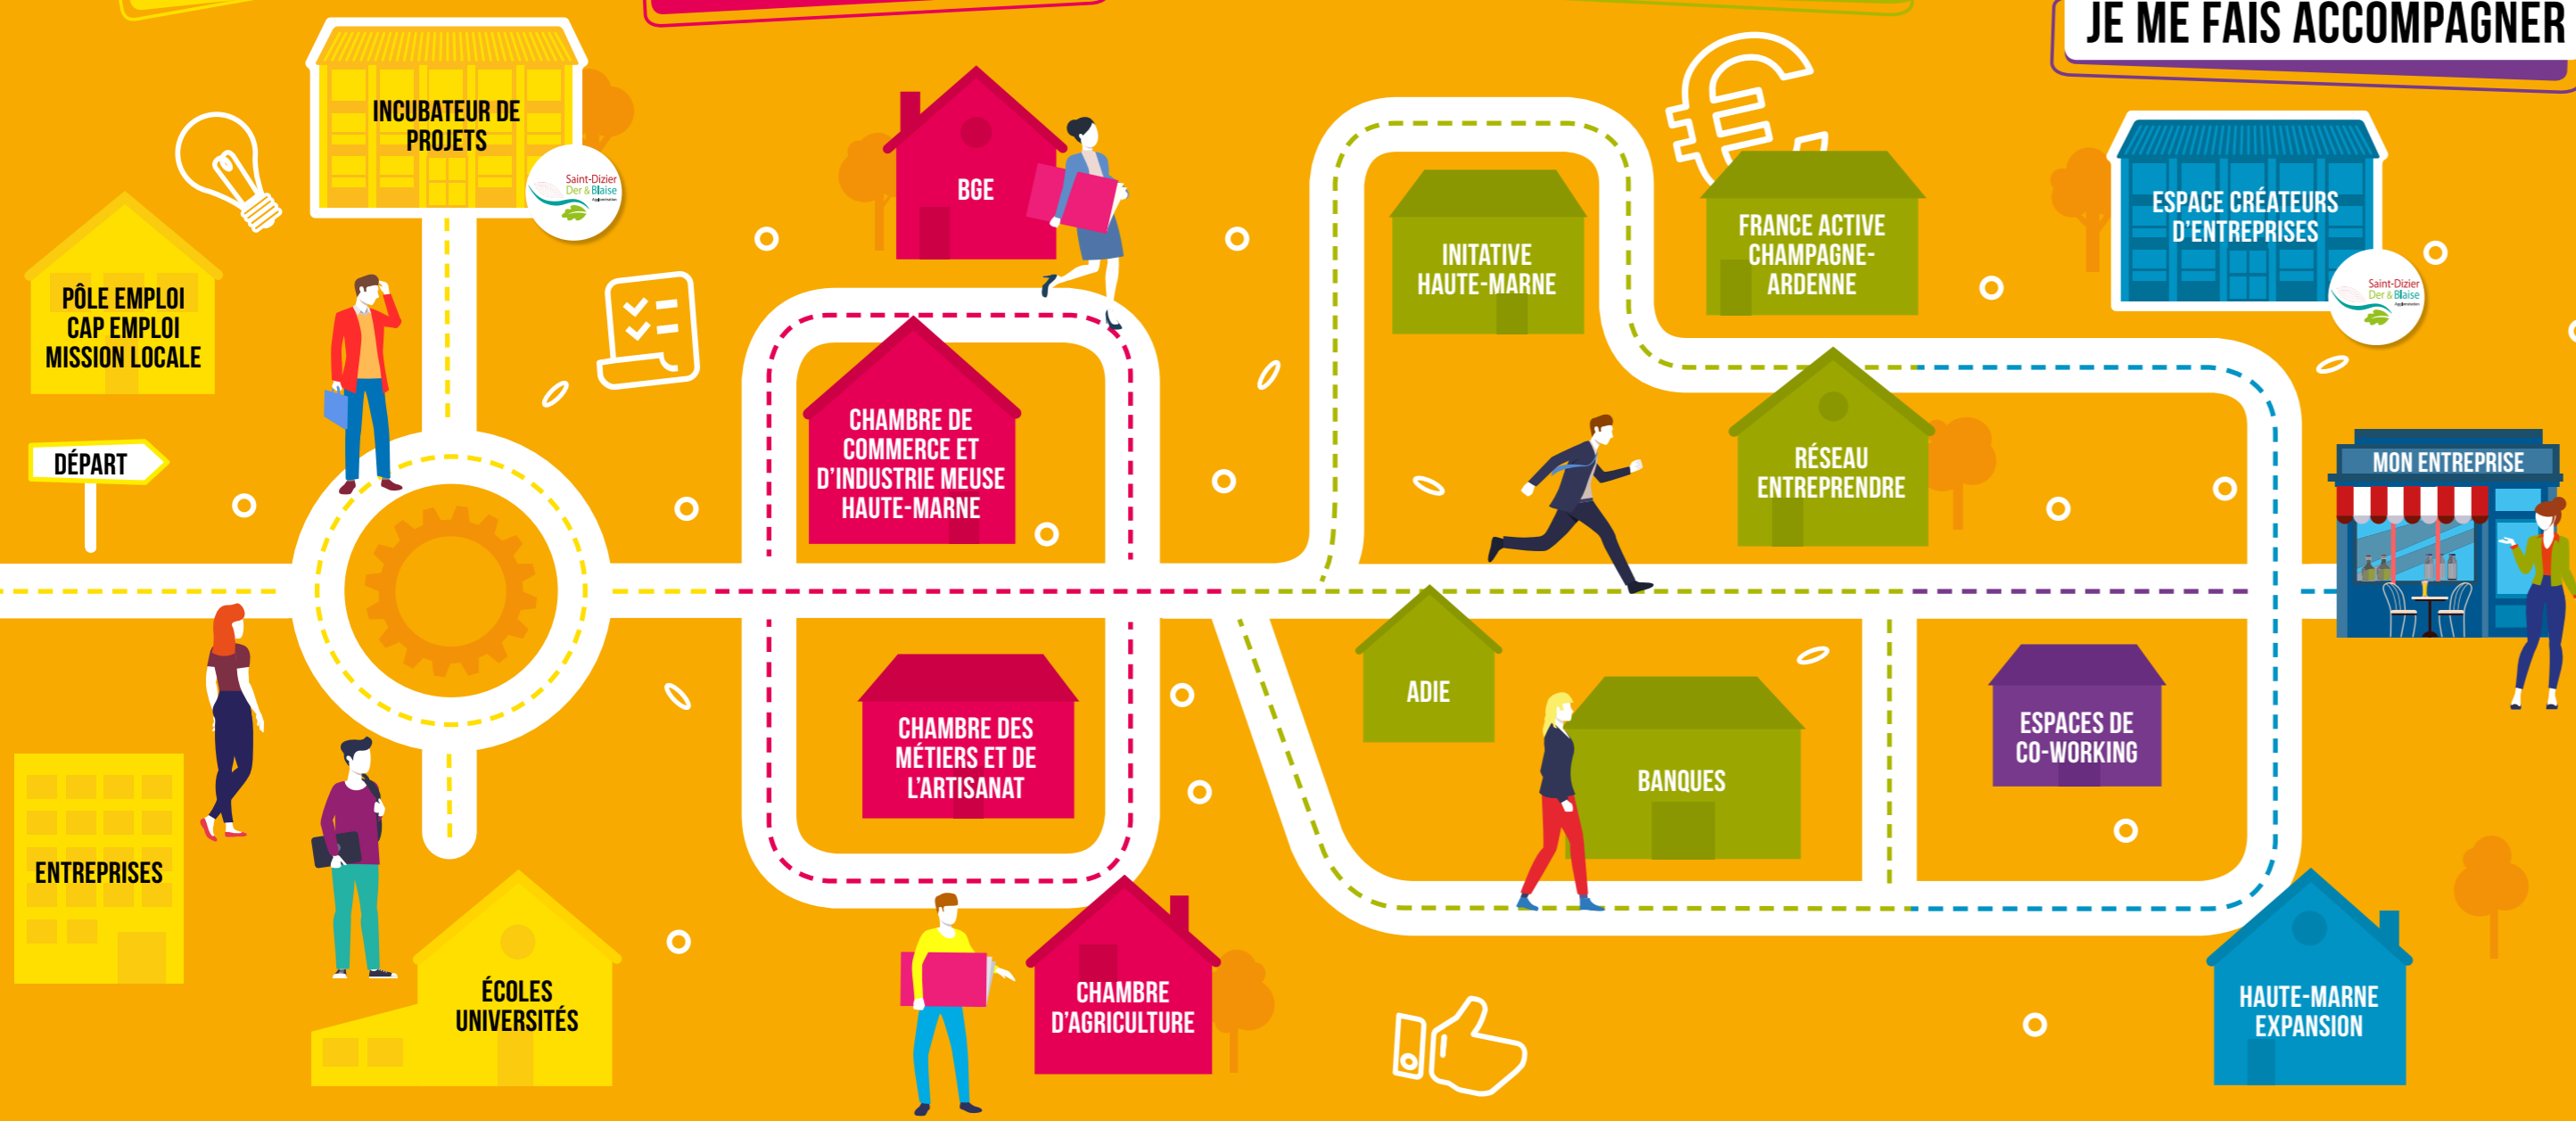 JE ME FAIS ACCOMPAGNER
INCUBATEUR DE
PROJETS
Saint-Dizier
Der & Blaise
Agglomération
PÔLE EMPLOI
CAP EMPLOI
MISSION LOCALE
DÉPART
ENTREPRISES
ÉCOLES
UNIVERSITÉS
BGE
CHAMBRE DE
COMMERCE ET
D'INDUSTRIE MEUSE
HAUTE-MARNE
CHAMBRE DES
MÉTIERS ET DE
L'ARTISANAT
CHAMBRE
D'AGRICULTURE
INITATIVE
HAUTE-MARNE
FRANCE ACTIVE
CHAMPAGNE-
ARDENNE
RÉSEAU
ENTREPRENDRE
ADIE
BANQUES
ESPACE CRÉATEURS
D'ENTREPRISES
Saint-Dizier
Der & Blaise
Agglomération
MON ENTREPRISE
ESPACES DE
CO-WORKING
HAUTE-MARNE
EXPANSION